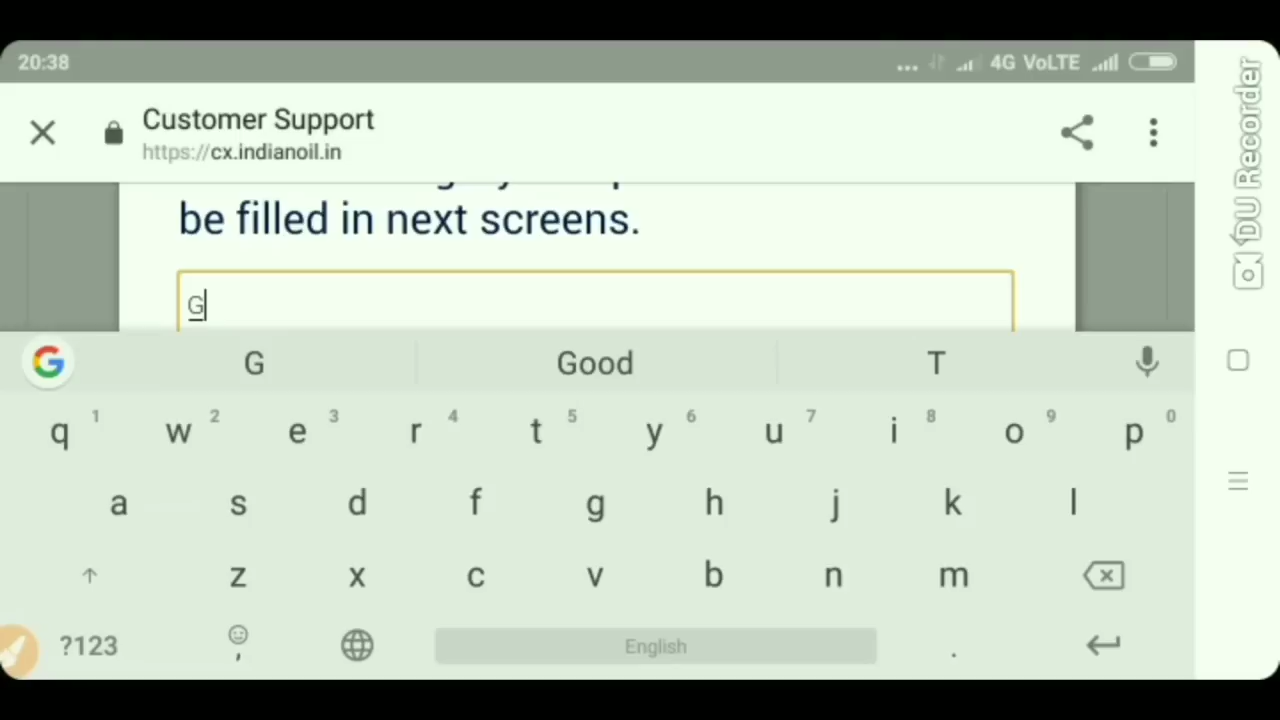 20:38
... 4G VoLTE
Customer Support
https://cx.indianoil.in
be filled in next screens.
G
G Good T
q 1 w 2 e 3 r 4 t 5 y 6 u 7 i 8 o 9 p 0
a s d f g h j k l
z x c v b n m
?123 , English .
DU Recorder